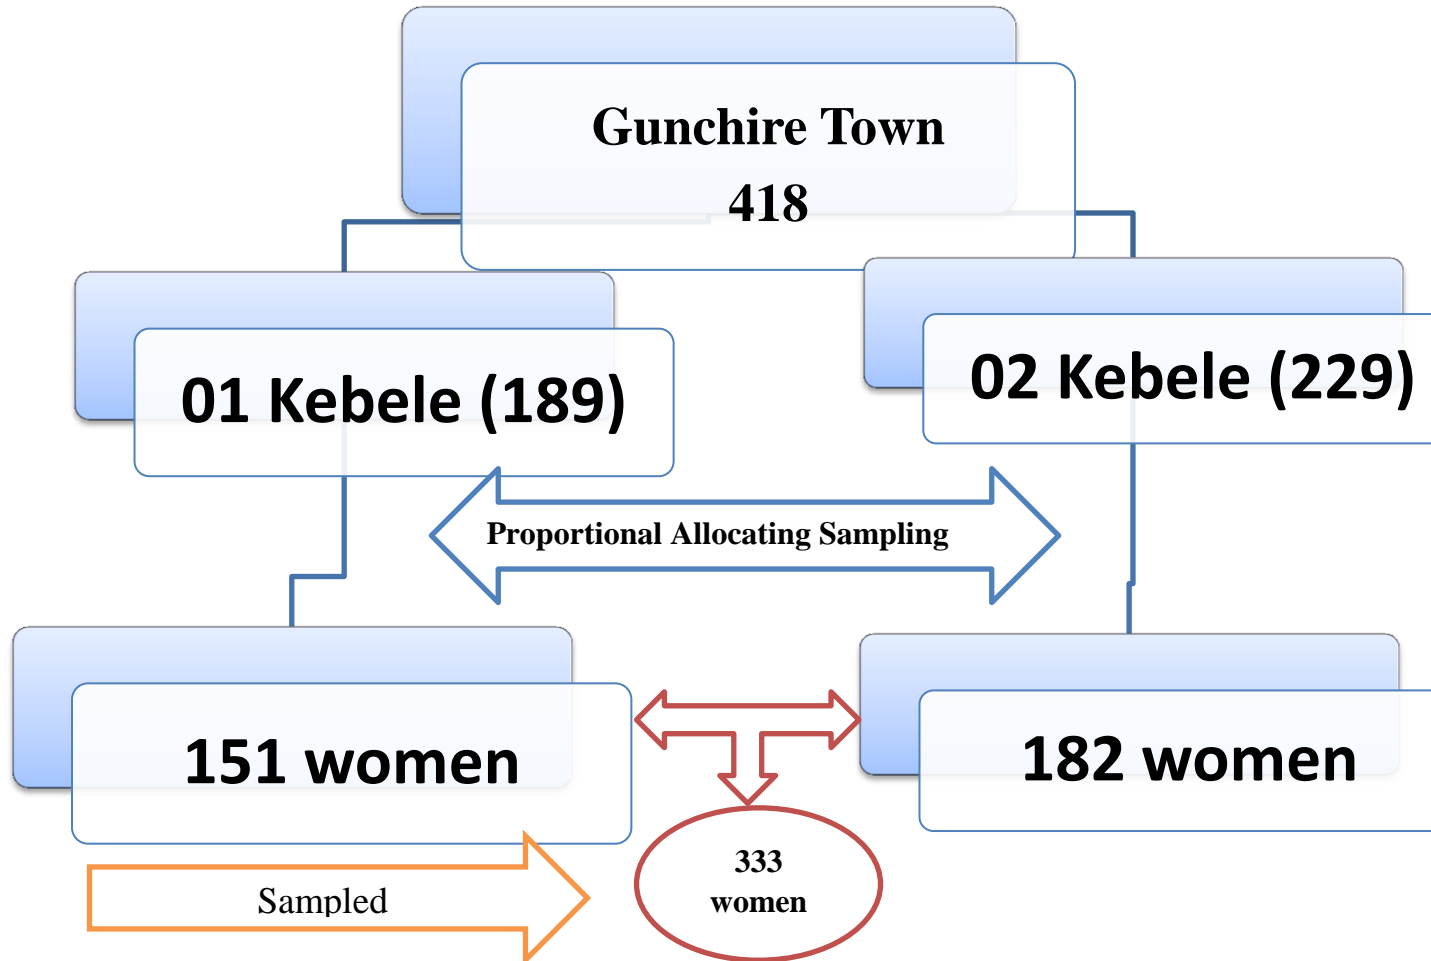 Gunchire Town
418
01 Kebele (189)
02 Kebele (229)
Proportional Allocating Sampling
151 women
182 women
333
women
Sampled